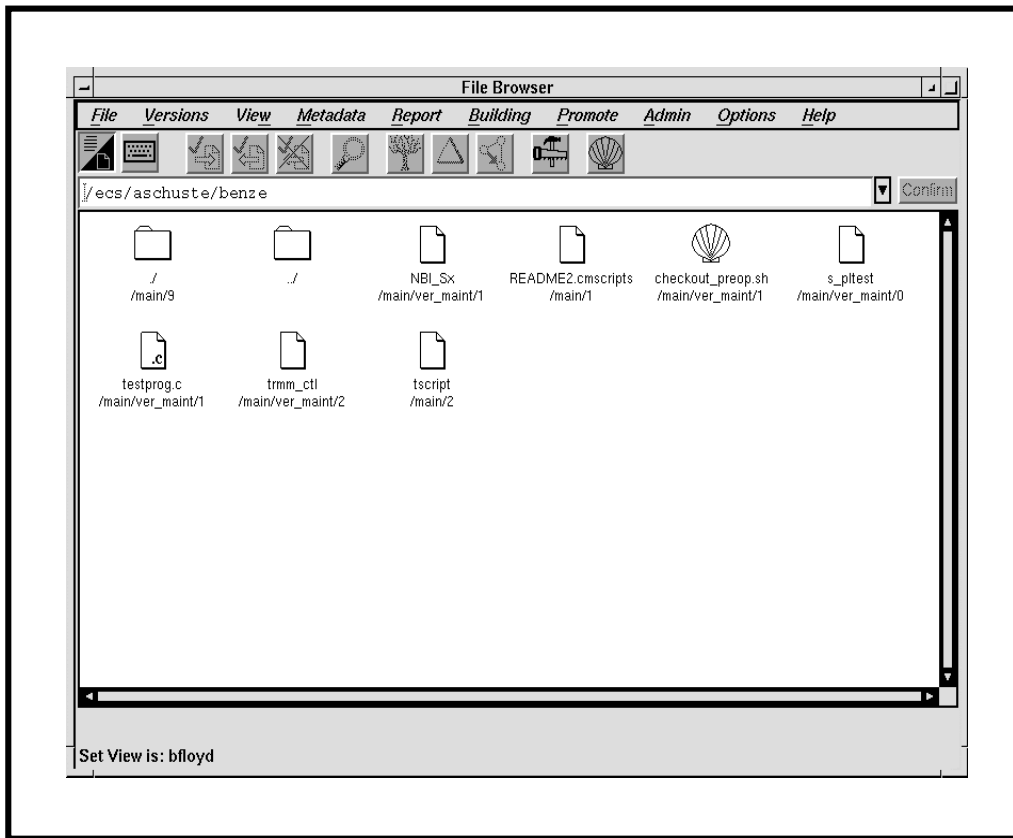 File Browser
File Versions View Metadata Report Building Promote Admin Options Help
/ecs/aschuste/benze Confirm
./ ../ NBI_Sx README2.cmscripts checkout_preop.sh s_pltest
/main/9 /main/ver_maint/1 /main/1 /main/ver_maint/1 /main/ver_maint/0
.c
testprog.c trmm_ctl tscript
/main/ver_maint/1 /main/ver_maint/2 /main/2
Set View is: bfloyd